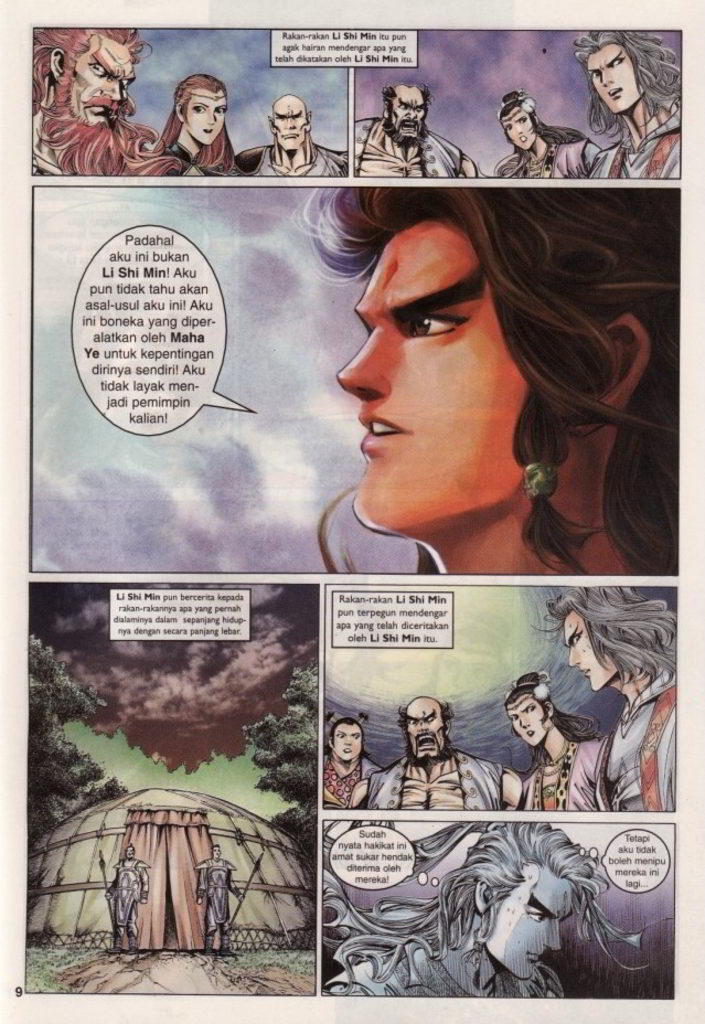 Rakan-rakan Li Shi Min itu pun
agak hairan mendengar apa yang
telah dikatakan oleh Li Shi Min itu.
Padahal
aku ini bukan
Li Shi Min! Aku
pun tidak tahu akan
asal-usul aku ini! Aku
ini boneka yang diper-
alatkan oleh Maha
Ye untuk kepentingan
dirinya sendiri! Aku
tidak layak men-
jadi pemimpin
kalian!
Li Shi Min pun bercerita kepada
rakan-rakannya apa yang pernah
dialaminya dalam sepanjang hidup-
nya dengan secara panjang lebar.
Rakan-rakan Li Shi Min
pun terpegun mendengar
apa yang telah diceritakan
oleh Li Shi Min itu.
Sudah
nyata hakikat ini
amat sukar hendak
diterima oleh
mereka!
Tetapi
aku tidak
boleh menipu
mereka ini
lagi...
9